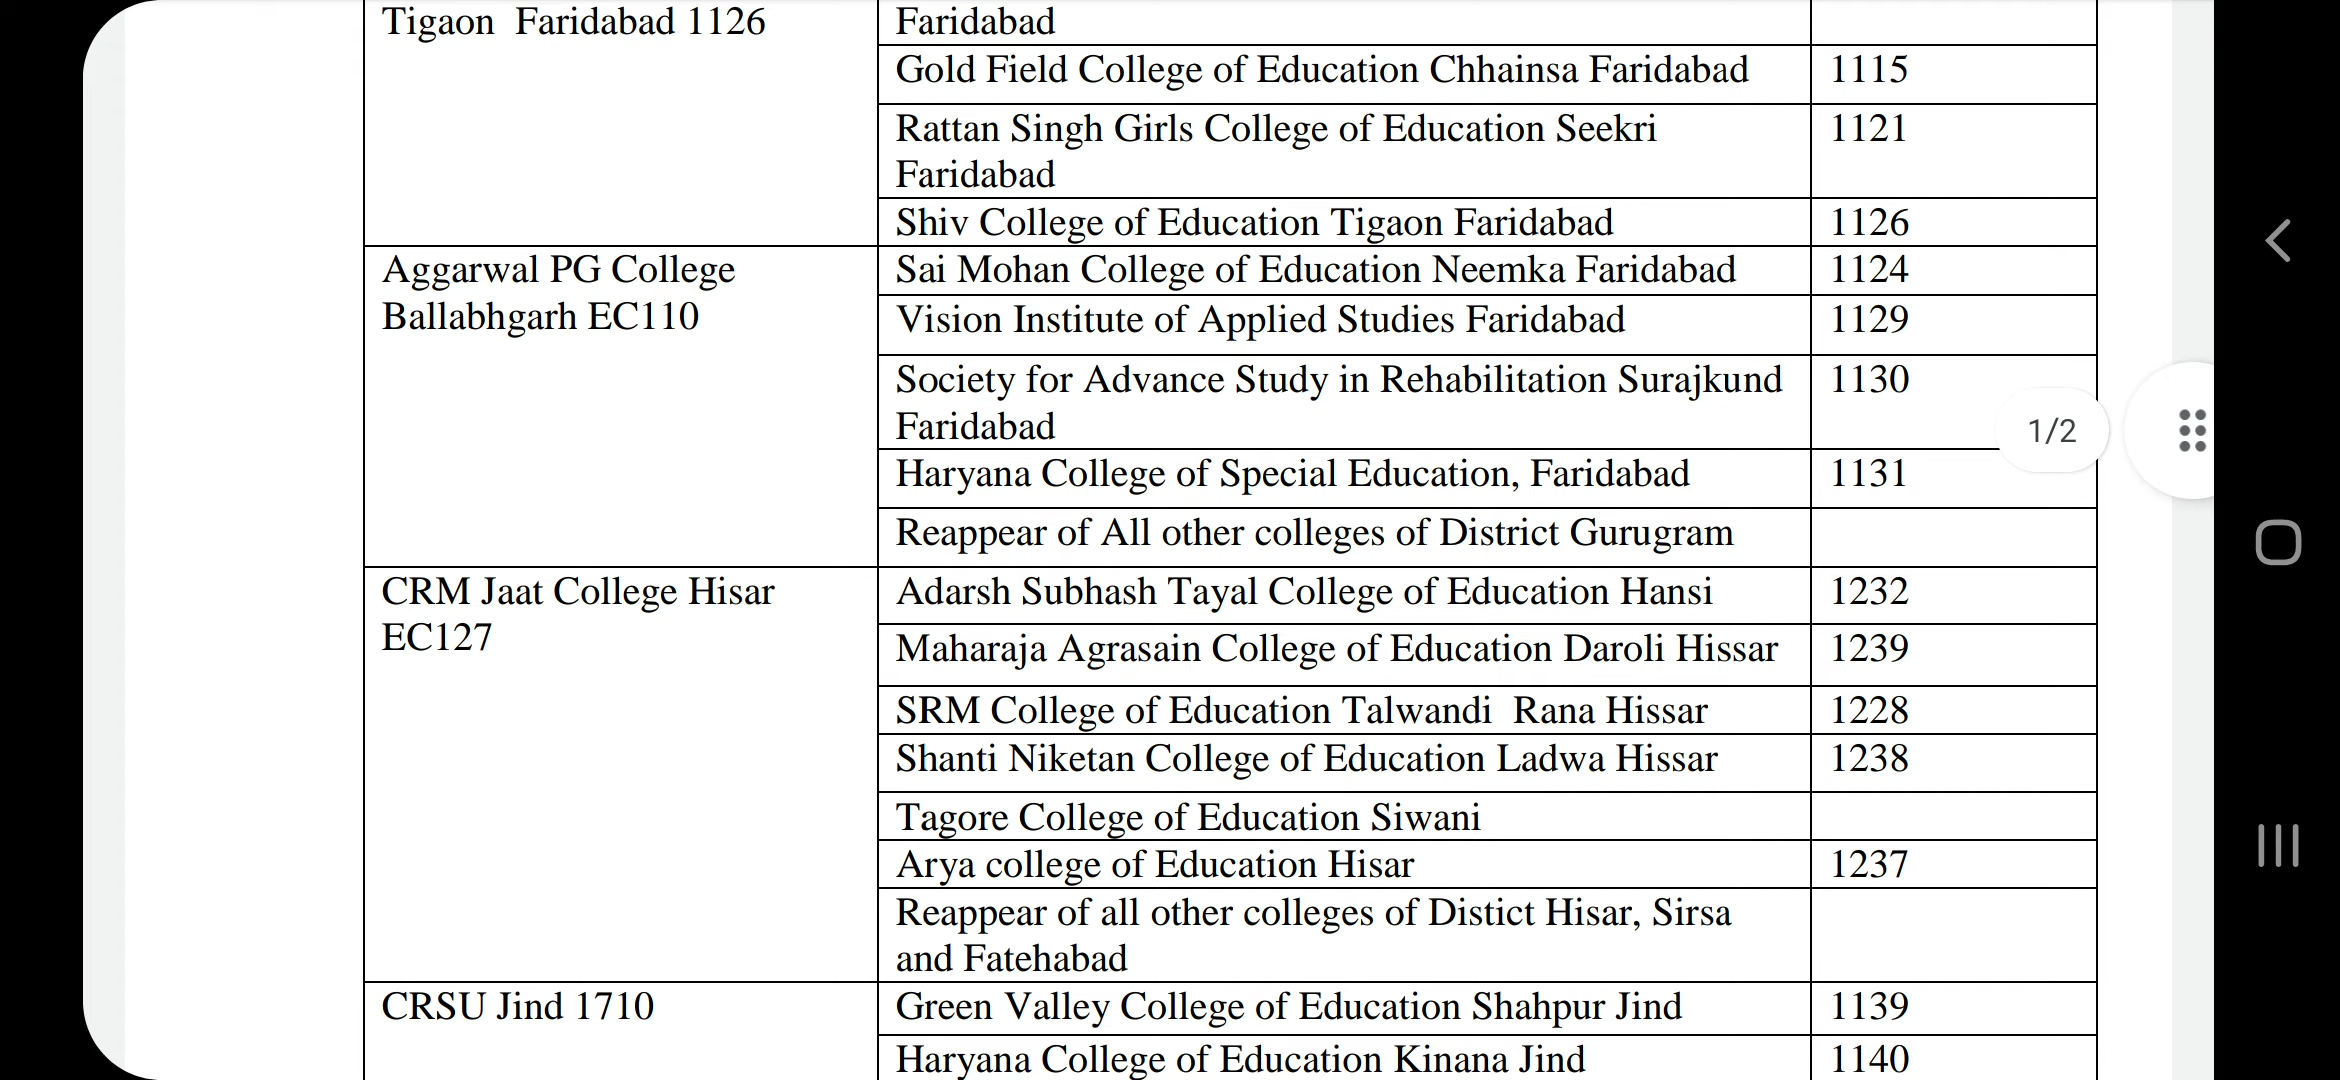 Tigaon  Faridabad 1126
Faridabad
Gold Field College of Education Chhainsa Faridabad 1115
Rattan Singh Girls College of Education Seekri 1121
Faridabad
Shiv College of Education Tigaon Faridabad 1126
Aggarwal PG College
Ballabhgarh EC110
Sai Mohan College of Education Neemka Faridabad 1124
Vision Institute of Applied Studies Faridabad 1129
Society for Advance Study in Rehabilitation Surajkund 1130
Faridabad
1/2
Haryana College of Special Education, Faridabad 1131
Reappear of All other colleges of District Gurugram
CRM Jaat College Hisar
EC127
Adarsh Subhash Tayal College of Education Hansi 1232
Maharaja Agrasain College of Education Daroli Hissar 1239
SRM College of Education Talwandi  Rana Hissar 1228
Shanti Niketan College of Education Ladwa Hissar 1238
Tagore College of Education Siwani
Arya college of Education Hisar 1237
Reappear of all other colleges of Distict Hisar, Sirsa
and Fatehabad
CRSU Jind 1710
Green Valley College of Education Shahpur Jind 1139
Haryana College of Education Kinana Jind 1140